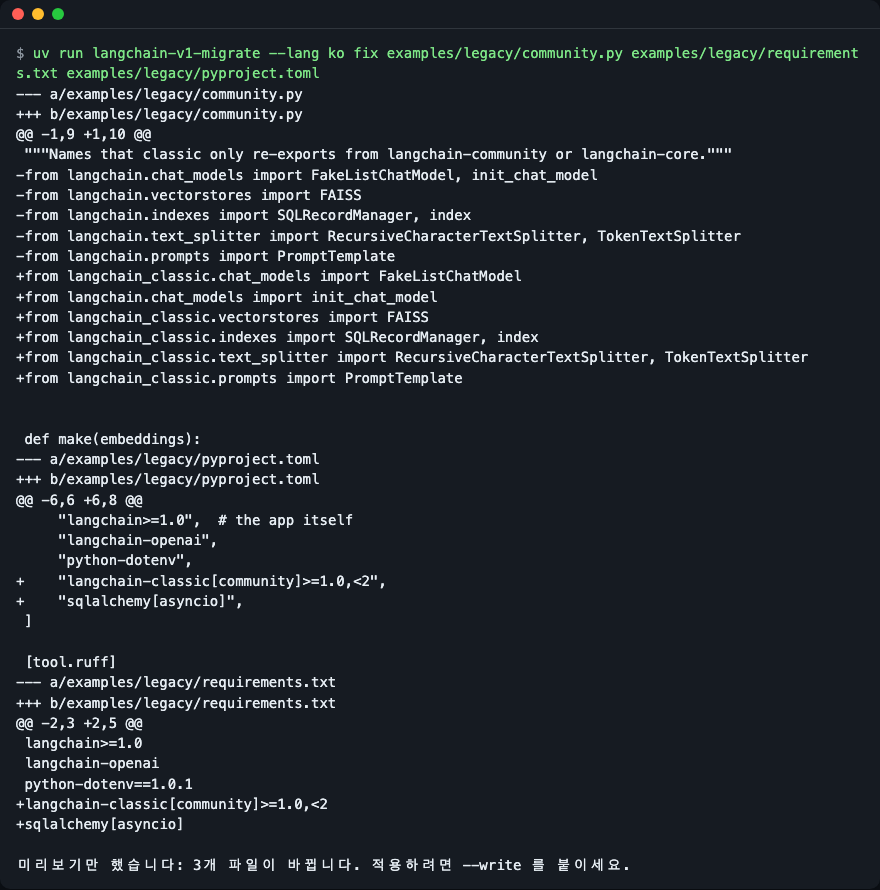 $ uv run langchain-v1-migrate --lang ko fix examples/legacy/community.py examples/legacy/requirement
s.txt examples/legacy/pyproject.toml
--- a/examples/legacy/community.py
+++ b/examples/legacy/community.py
@@ -1,9 +1,10 @@
 """Names that classic only re-exports from langchain-community or langchain-core."""
-from langchain.chat_models import FakeListChatModel, init_chat_model
-from langchain.vectorstores import FAISS
-from langchain.indexes import SQLRecordManager, index
-from langchain.text_splitter import RecursiveCharacterTextSplitter, TokenTextSplitter
-from langchain.prompts import PromptTemplate
+from langchain_classic.chat_models import FakeListChatModel
+from langchain.chat_models import init_chat_model
+from langchain_classic.vectorstores import FAISS
+from langchain_classic.indexes import SQLRecordManager, index
+from langchain_classic.text_splitter import RecursiveCharacterTextSplitter, TokenTextSplitter
+from langchain_classic.prompts import PromptTemplate
 def make(embeddings):
--- a/examples/legacy/pyproject.toml
+++ b/examples/legacy/pyproject.toml
@@ -6,6 +6,8 @@
     "langchain>=1.0",  # the app itself
     "langchain-openai",
     "python-dotenv",
+    "langchain-classic[community]>=1.0,<2",
+    "sqlalchemy[asyncio]",
 ]
 [tool.ruff]
--- a/examples/legacy/requirements.txt
+++ b/examples/legacy/requirements.txt
@@ -2,3 +2,5 @@
 langchain>=1.0
 langchain-openai
 python-dotenv==1.0.1
+langchain-classic[community]>=1.0,<2
+sqlalchemy[asyncio]
미리보기만 했습니다: 3개 파일이 바뀝니다. 적용하려면 --write 를 붙이세요.